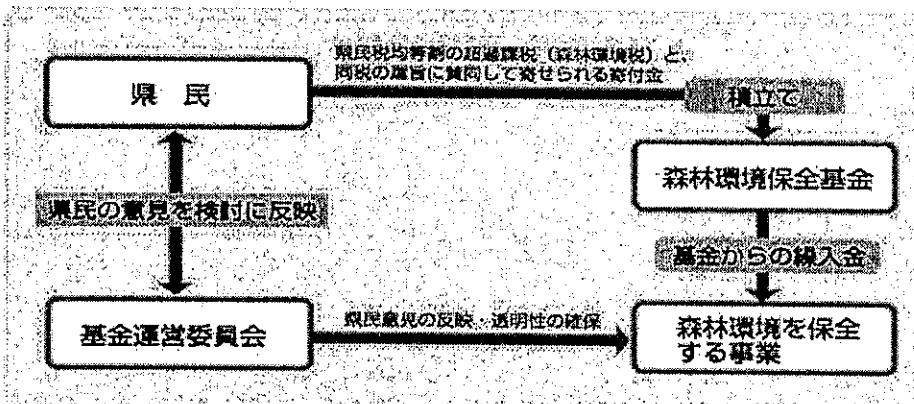 県民税均等割の超過課税（森林環境税）と、
同税の趣旨に賛同して寄せられる寄付金
県 民
積立て
森林環境保全基金
県民の意見を検討に反映
基金からの繰入金
基金運営委員会
県民意見の反映・透明性の確保
森林環境を保全
する事業